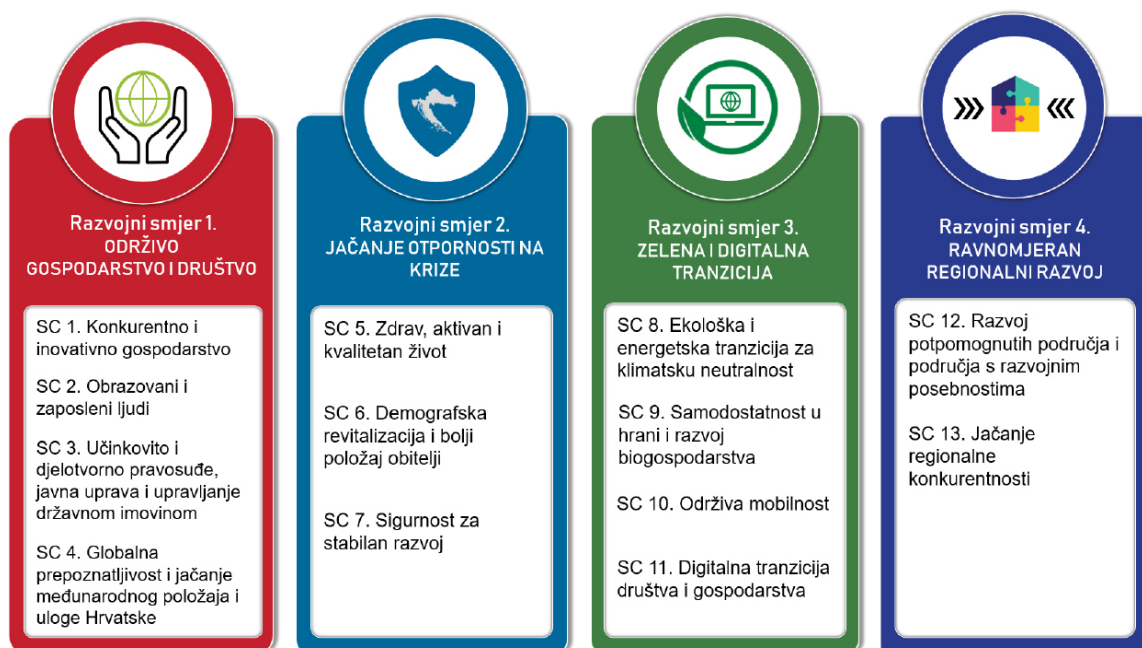 Razvojni smjer 1.
ODRŽIVO
GOSPODARSTVO I DRUŠTVO
SC 1. Konkurentno i
inovativno gospodarstvo
SC 2. Obrazovani i
zaposleni ljudi
SC 3. Učinkovito i
djelotvorno pravosuđe,
javna uprava i upravljanje
državnom imovinom
SC 4. Globalna
prepoznatljivost i jačanje
međunarodnog položaja i
uloge Hrvatske
Razvojni smjer 2.
JAČANJE OTPORNOSTI NA
KRIZE
SC 5. Zdrav, aktivan i
kvalitetan život
SC 6. Demografska
revitalizacija i bolji
položaj obitelji
SC 7. Sigurnost za
stabilan razvoj
Razvojni smjer 3.
ZELENA I DIGITALNA
TRANZICIJA
SC 8. Ekološka i
energetska tranzicija za
klimatsku neutralnost
SC 9. Samodostatnost u
hrani i razvoj
biogospodarstva
SC 10. Održiva mobilnost
SC 11. Digitalna tranzicija
društva i gospodarstva
Razvojni smjer 4.
RAVNOMJERAN
REGIONALNI RAZVOJ
SC 12. Razvoj
potpomognutih područja i
područja s razvojnim
posebnostima
SC 13. Jačanje
regionalne
konkurentnosti